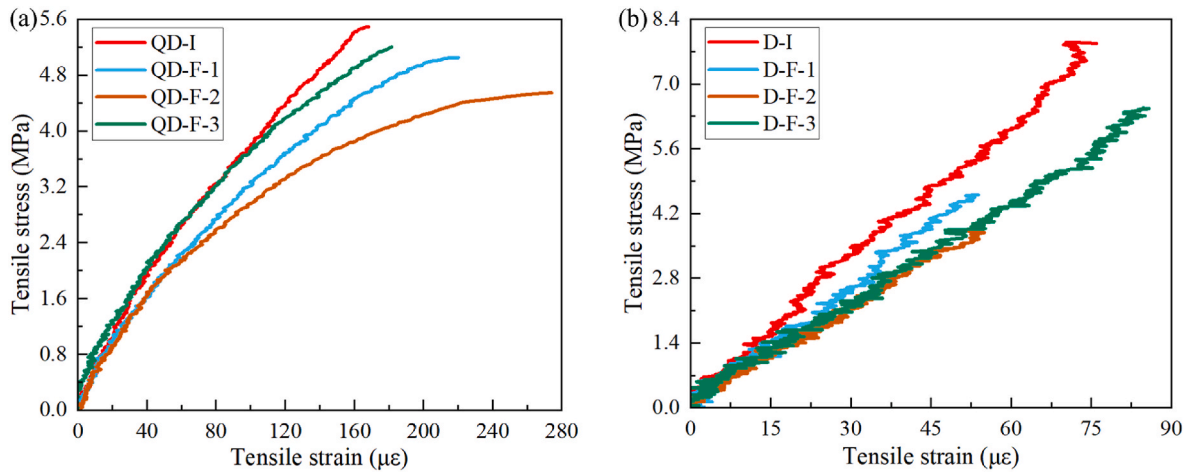 (a)
5.6
4.8
4.0
3.2
2.4
1.6
0.8
0.0
Tensile stress (MPa)
QD-I
QD-F-1
QD-F-2
QD-F-3
0 40 80 120 160 200 240 280
Tensile strain (με)
(b)
8.4
7.0
5.6
4.2
2.8
1.4
0.0
Tensile stress (MPa)
D-I
D-F-1
D-F-2
D-F-3
0 15 30 45 60 75 90
Tensile strain (με)